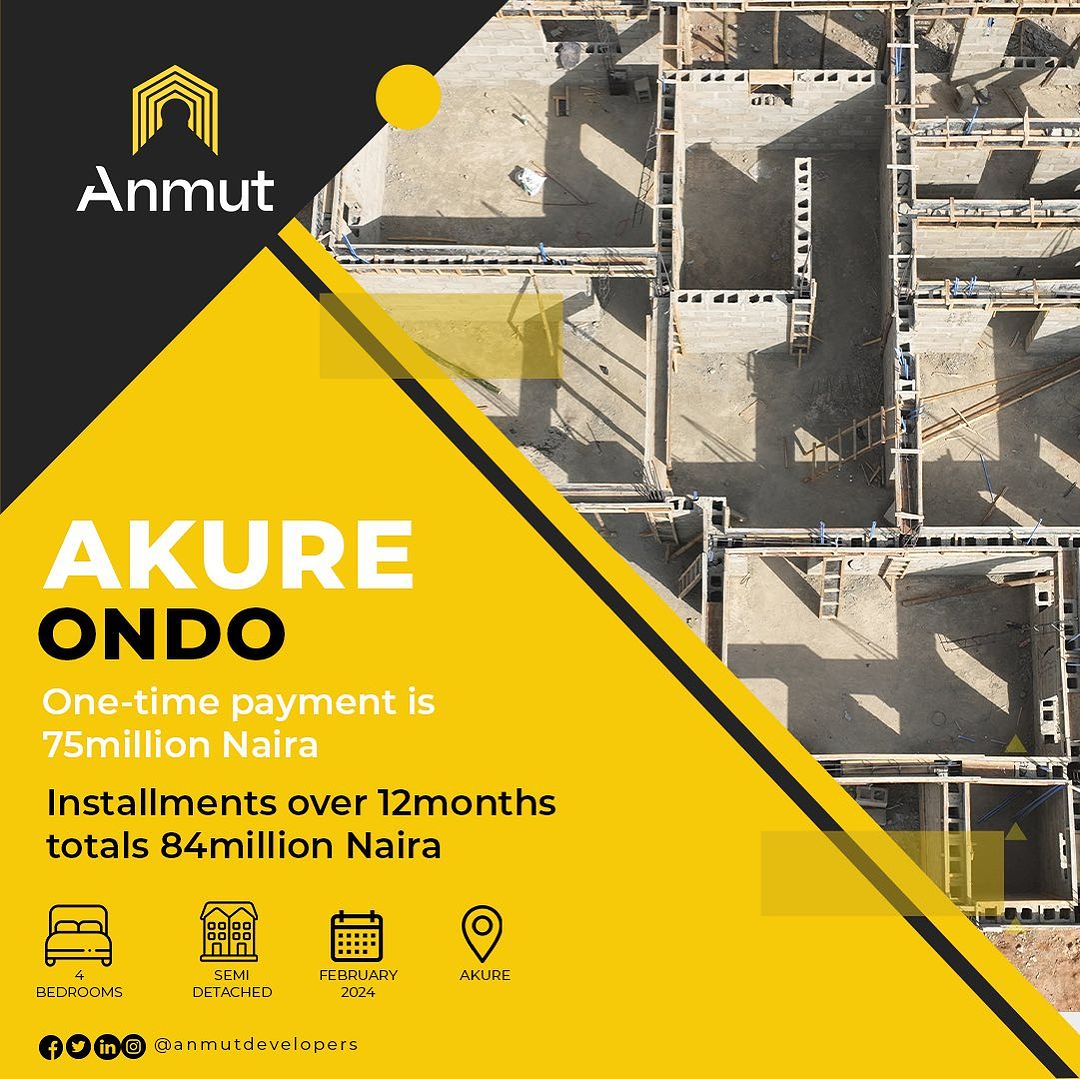 Anmut
AKURE
ONDO
One-time payment is
75million Naira
Installments over 12months
totals 84million Naira
4
BEDROOMS
SEMI
DETACHED
FEBRUARY
2024
AKURE
@anmutdevelopers